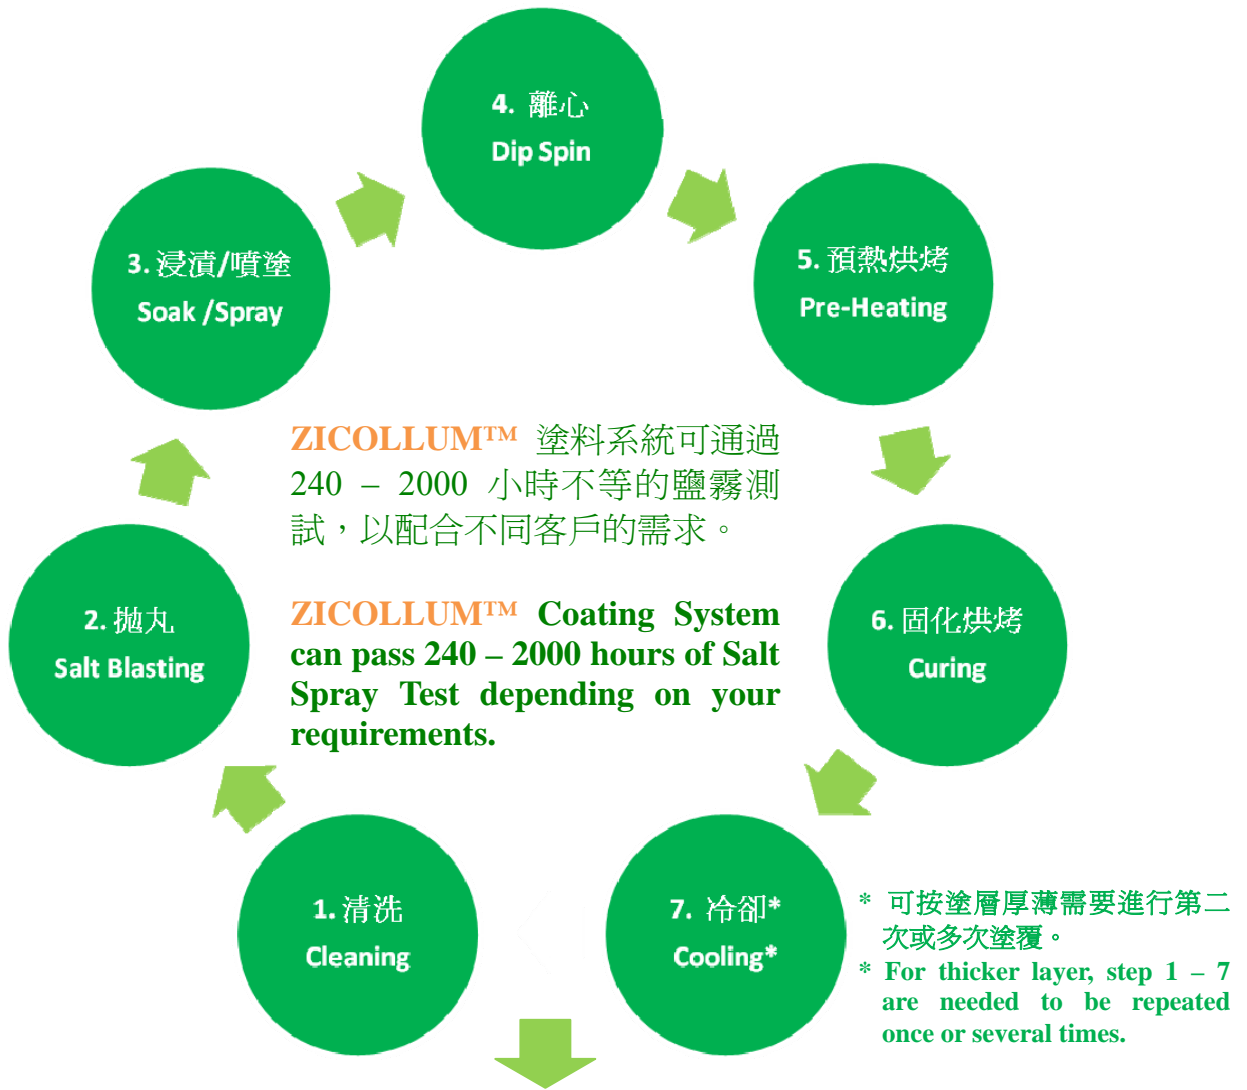 4. 離心
Dip Spin
3. 浸漬/噴塗
Soak /Spray
5. 預熱烘烤
Pre-Heating
ZICOLLUM™ 塗料系統可通過
240 – 2000 小時不等的鹽霧測
試，以配合不同客戶的需求。
ZICOLLUM™ Coating System
can pass 240 – 2000 hours of Salt
Spray Test depending on your
requirements.
2. 拋丸
Salt Blasting
6. 固化烘烤
Curing
1. 清洗
Cleaning
7. 冷卻*
Cooling*
* 可按塗層厚薄需要進行第二
次或多次塗覆。
* For thicker layer, step 1 – 7
are needed to be repeated
once or several times.